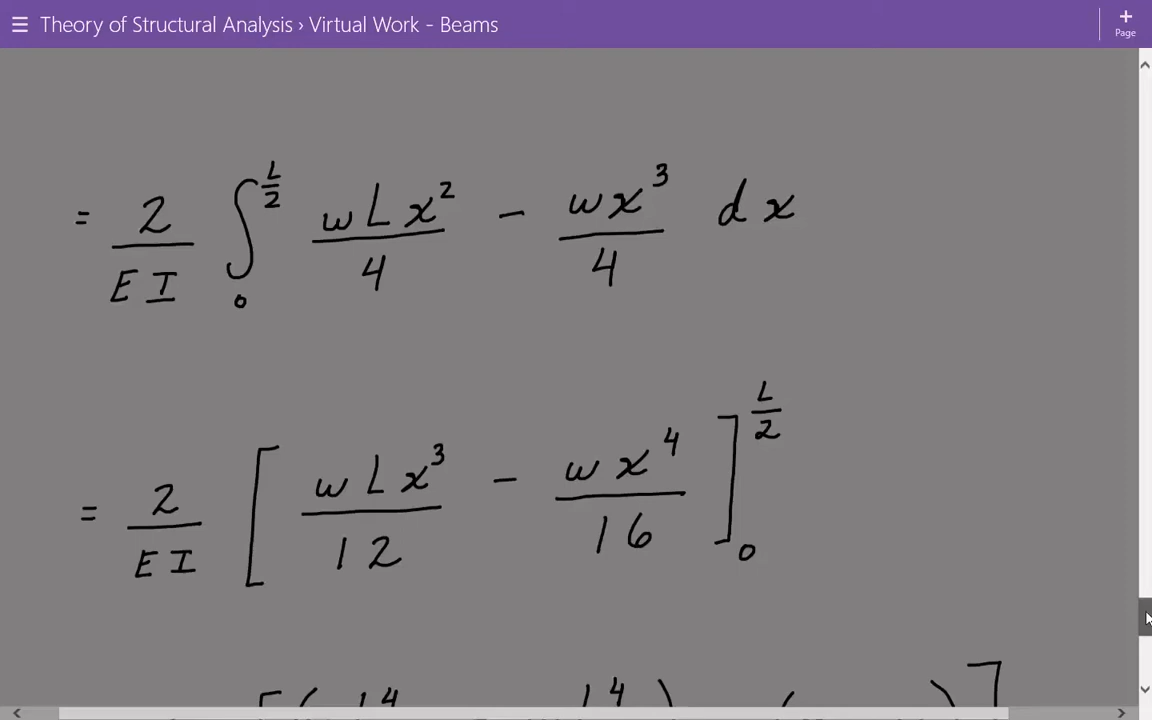 Theory of Structural Analysis › Virtual Work - Beams
Page
= 2/EI ∫₀^(L/2) wLx²/4 - wx³/4 dx
= 2/EI [ wLx³/12 - wx⁴/16 ]₀^(L/2)